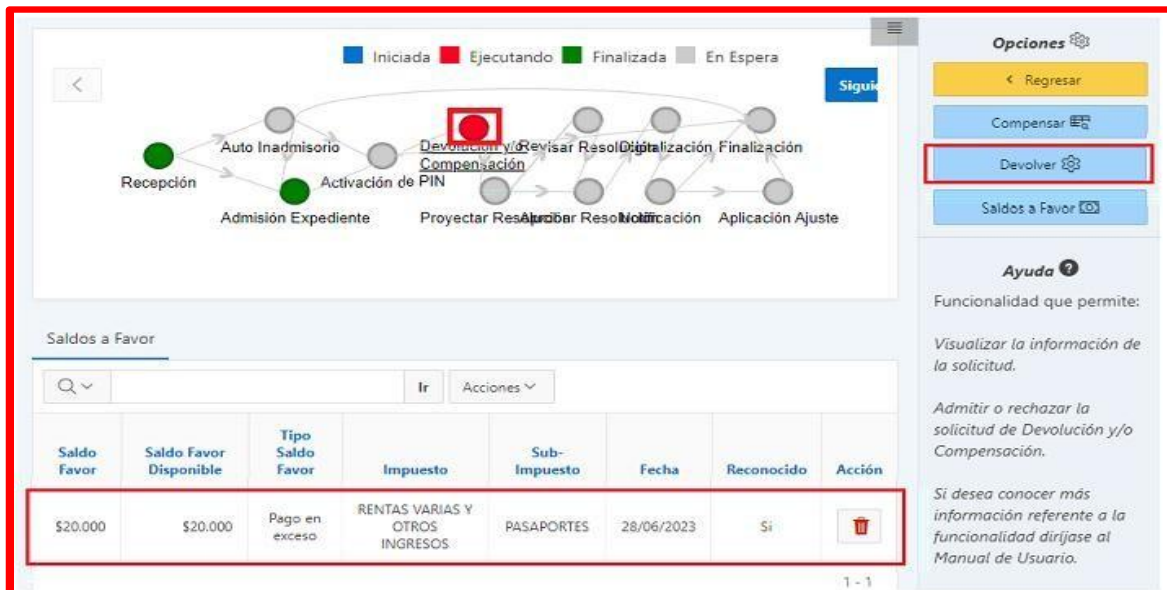 Iniciada Ejecutando Finalizada En Espera
Siguie
Auto Inadmisorio
Devolución y/o
Compensación
Revisar Resolución
Digitalización
Finalización
Recepción
Activación de PIN
Admisión Expediente
Proyectar Resolución
Aprobar Resolución
Notificación
Aplicación Ajuste
Saldos a Favor
Ir
Acciones
Saldo Favor
Saldo Favor Disponible
Tipo Saldo Favor
Impuesto
Sub-Impuesto
Fecha
Reconocido
Acción
$20.000
$20.000
Pago en exceso
RENTAS VARIAS Y OTROS INGRESOS
PASAPORTES
28/06/2023
Si
1 - 1
Opciones
Regresar
Compensar
Devolver
Saldos a Favor
Ayuda
Funcionalidad que permite:
Visualizar la información de
la solicitud.
Admitir o rechazar la
solicitud de Devolución y/o
Compensación.
Si desea conocer más
información referente a la
funcionalidad diríjase al
Manual de Usuario.